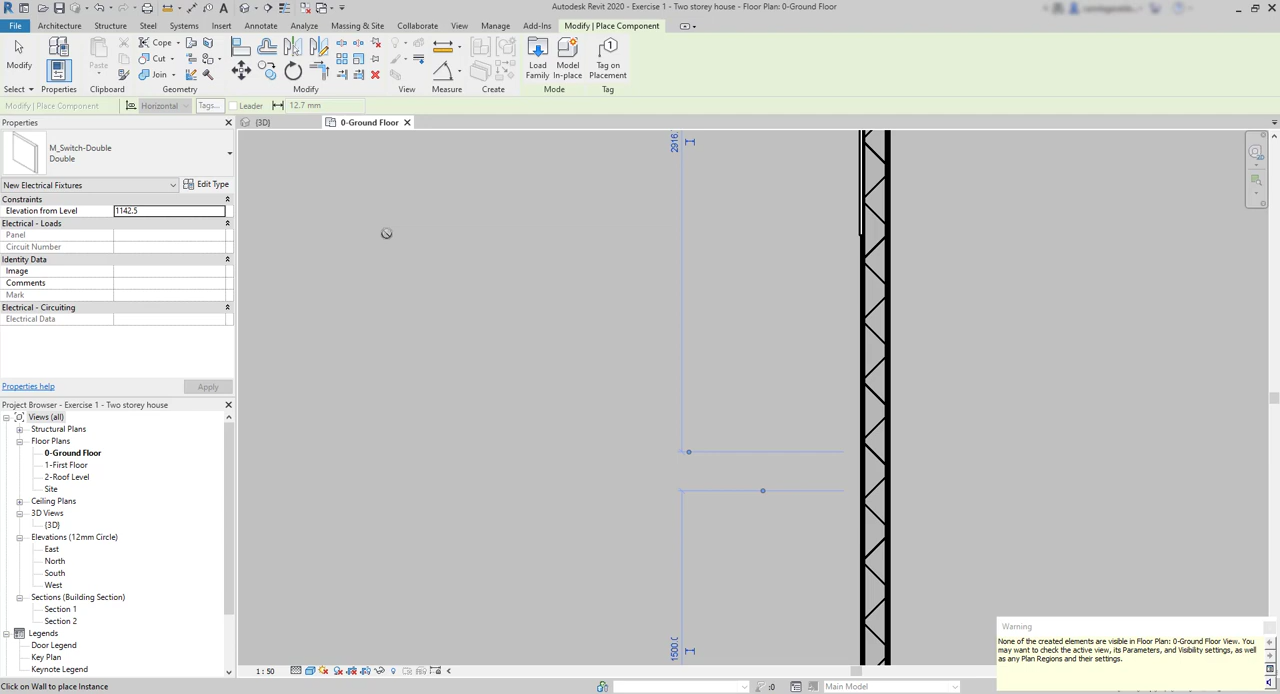 Autodesk Revit 2020 - Exercise 1 - Two storey house - Floor Plan: 0-Ground Floor
File Architecture Structure Steel Systems Insert Annotate Analyze Massing & Site Collaborate View Manage Add-Ins Modify | Place Component
Modify
Paste
Cope
Cut
Join
Load
Family
Model
In-place
Tag on
Placement
Select Properties Clipboard Geometry Modify View Measure Create Mode Tag
Modify | Place Component Horizontal Tags... Leader 12.7 mm
Properties
{3D}
0-Ground Floor
M_Switch-Double
Double
New Electrical Fixtures Edit Type
Constraints
Elevation from Level 1142.5
Electrical - Loads
Panel
Circuit Number
Identity Data
Image
Comments
Mark
Electrical - Circuiting
Electrical Data
Properties help Apply
2916.
1500.0
Project Browser - Exercise 1 - Two storey house
Views (all)
Structural Plans
Floor Plans
0-Ground Floor
1-First Floor
2-Roof Level
Site
Ceiling Plans
3D Views
{3D}
Elevations (12mm Circle)
East
North
South
West
Sections (Building Section)
Section 1
Section 2
Legends
Door Legend
Key Plan
Keynote Legend
Warning
None of the created elements are visible in Floor Plan: 0-Ground Floor View. You
may want to check the active view, its Parameters, and Visibility settings, as well
as any Plan Regions and their settings.
1 : 50
Click on Wall to place Instance
:0
Main Model